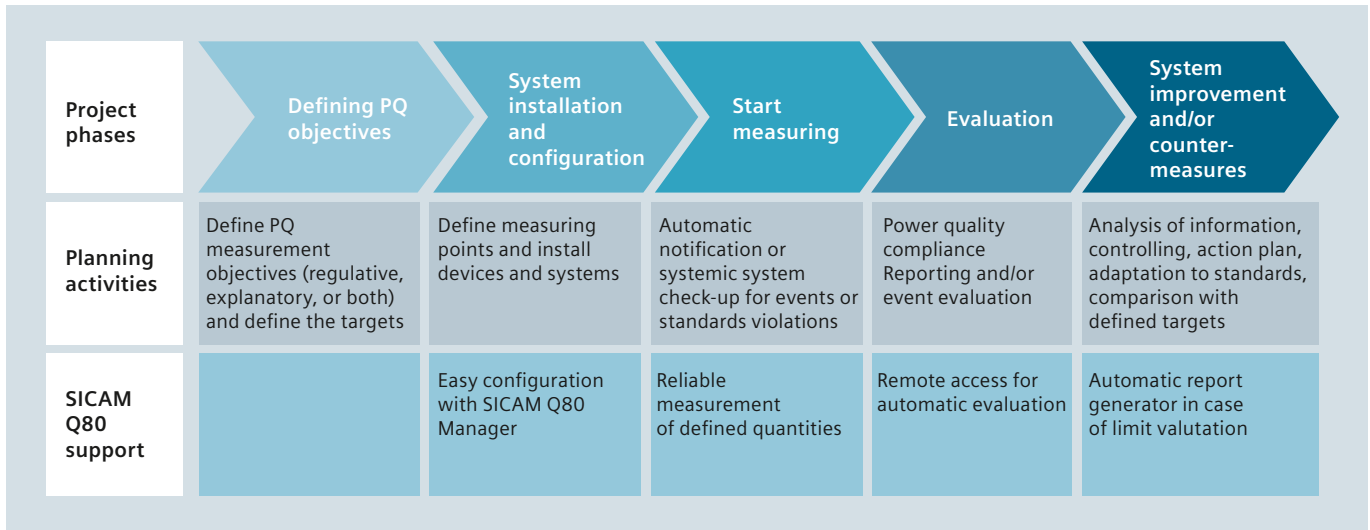 Project
phases
Defining PQ
objectives
System
installation
and
configuration
Start
measuring
Evaluation
System
improvement
and/or
counter-
measures
Planning
activities
Define PQ
measurement
objectives (regulative,
explanatory, or both)
and define the targets
Define measuring
points and install
devices and systems
Automatic
notification or
systemic system
check-up for events or
standards violations
Power quality
compliance
Reporting and/or
event evaluation
Analysis of information,
controlling, action plan,
adaptation to standards,
comparison with
defined targets
SICAM
Q80
support
Easy configuration
with SICAM Q80
Manager
Reliable
measurement
of defined quantities
Remote access for
automatic evaluation
Automatic report
generator in case
of limit valutation